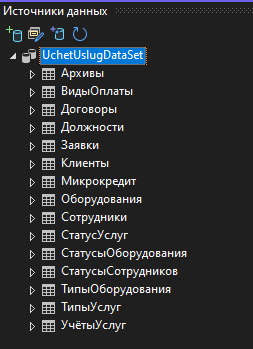 Источники данных
UchetUslugDataSet
Архивы
ВидыОплаты
Договоры
Должности
Заявки
Клиенты
Микрокредит
Оборудования
Сотрудники
СтатусУслуг
СтатусыОборудования
СтатусыСотрудников
ТипыОборудования
ТипыУслуг
УчётыУслуг